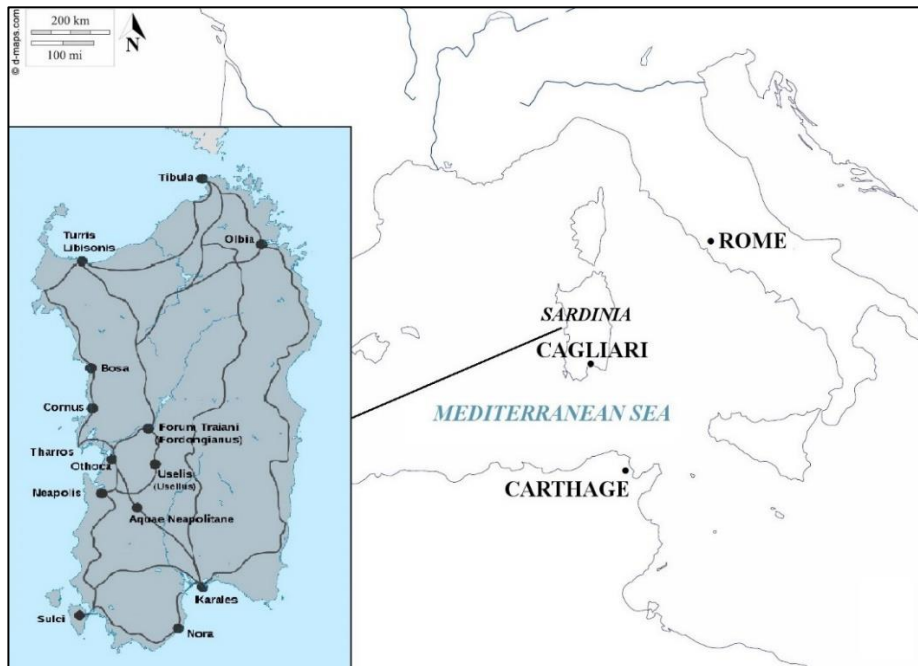 200 km
100 mi
N
© d-maps.com
Tibula
Turris
Libisonis
Olbia
Bosa
Cornus
Forum Traiani
(Fordongianus)
Tharros
Othoca
Uselis
(Usellus)
Neapolis
Aquae Neapolitane
Karales
Sulci
Nora
ROME
SARDINIA
CAGLIARI
MEDITERRANEAN SEA
CARTHAGE